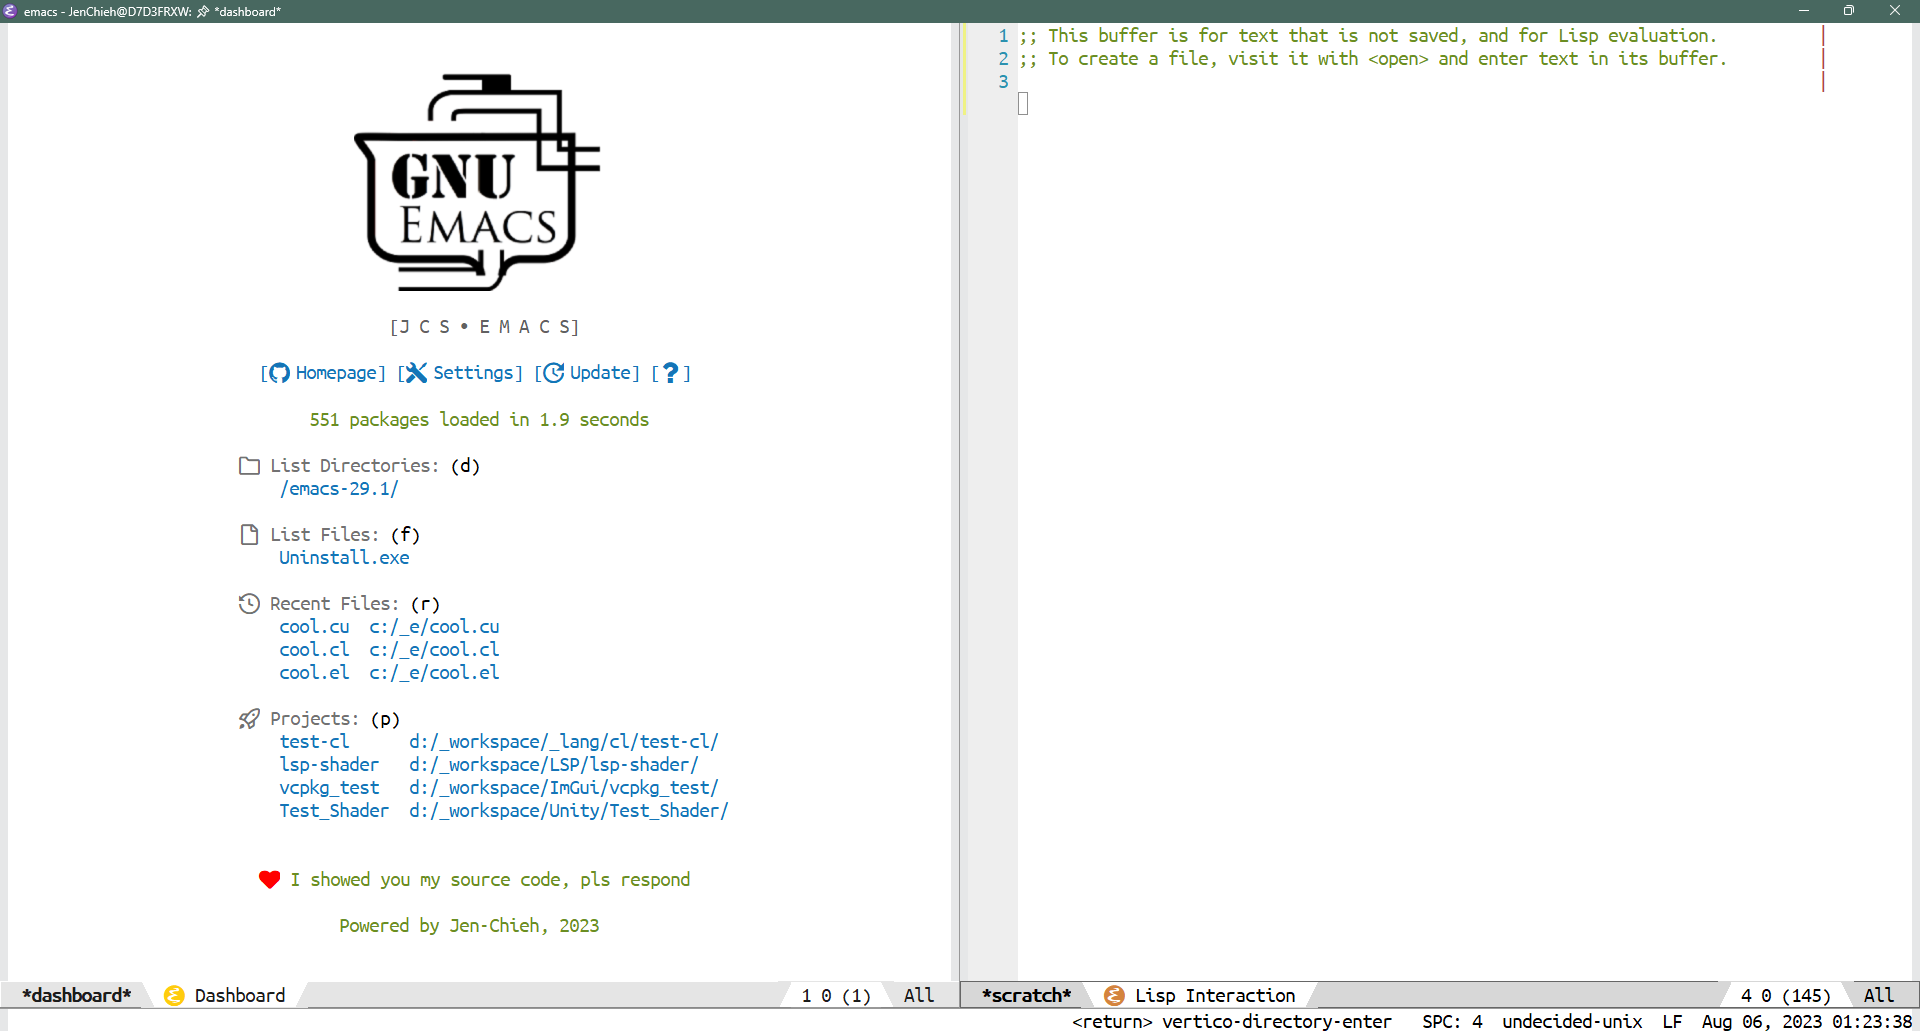 emacs - JenChieh@D7D3FRXW: *dashboard*
GNU
EMACS
[J C S • E M A C S]
[Homepage] [Settings] [Update] [?]
551 packages loaded in 1.9 seconds
List Directories: (d)
/emacs-29.1/
List Files: (f)
Uninstall.exe
Recent Files: (r)
cool.cu c:/_e/cool.cu
cool.cl c:/_e/cool.cl
cool.el c:/_e/cool.el
Projects: (p)
test-cl d:/_workspace/_lang/cl/test-cl/
lsp-shader d:/_workspace/LSP/lsp-shader/
vcpkg_test d:/_workspace/ImGui/vcpkg_test/
Test_Shader d:/_workspace/Unity/Test_Shader/
I showed you my source code, pls respond
Powered by Jen-Chieh, 2023
*dashboard* Dashboard 1 0 (1) All
1 ;; This buffer is for text that is not saved, and for Lisp evaluation.
2 ;; To create a file, visit it with <open> and enter text in its buffer.
3
*scratch* Lisp Interaction 4 0 (145) All
<return> vertico-directory-enter SPC: 4 undecided-unix LF Aug 06, 2023 01:23:38